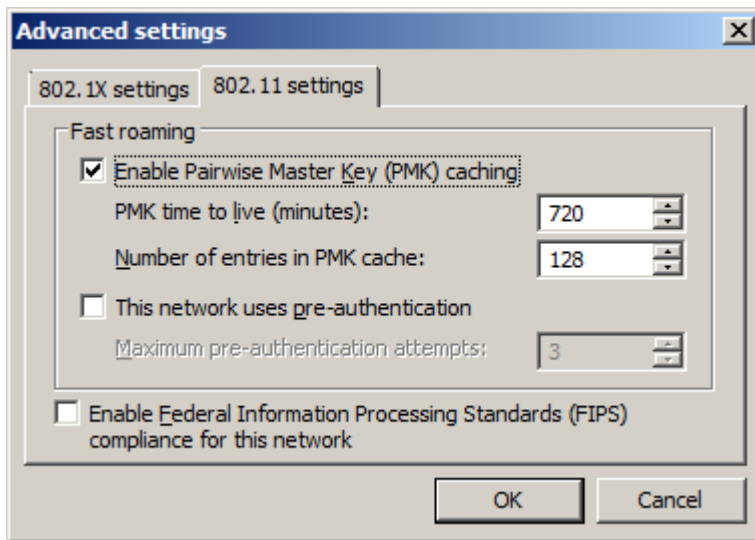 Advanced settings
802.1X settings
802.11 settings
Fast roaming
Enable Pairwise Master Key (PMK) caching
PMK time to live (minutes):
720
Number of entries in PMK cache:
128
This network uses pre-authentication
Maximum pre-authentication attempts:
3
Enable Federal Information Processing Standards (FIPS)
compliance for this network
OK
Cancel